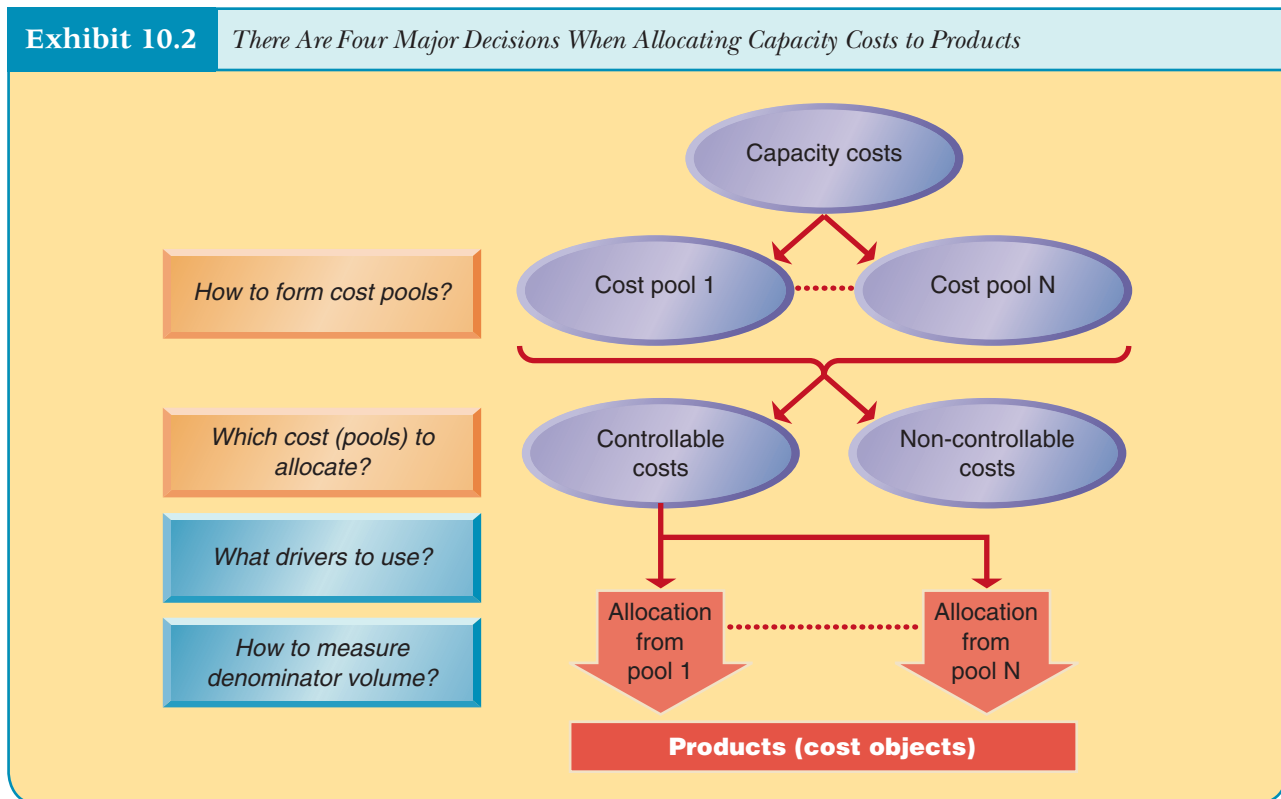 Exhibit 10.2
There Are Four Major Decisions When Allocating Capacity Costs to Products
Capacity costs
How to form cost pools?
Cost pool 1
Cost pool N
Which cost (pools) to
allocate?
Controllable
costs
Non-controllable
costs
What drivers to use?
How to measure
denominator volume?
Allocation
from
pool 1
Allocation
from
pool N
Products (cost objects)